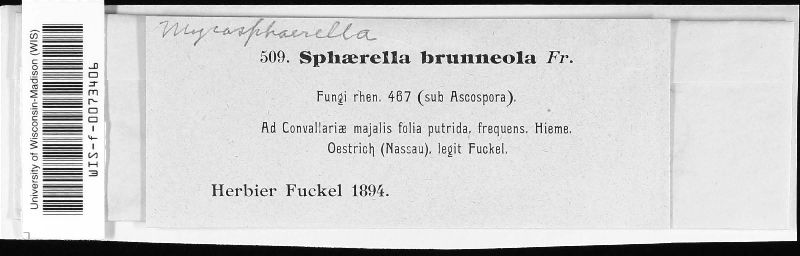 Mycosphaerella
509. Sphærella brunneola Fr.
Fungi rhen. 467 (sub Ascospora).
Ad Convallariæ majalis folia putrida, frequens. Hieme.
Oestrich (Nassau), legit Fuckel.
Herbier Fuckel 1894.
University of Wisconsin-Madison (WIS)
WIS-f-0073406